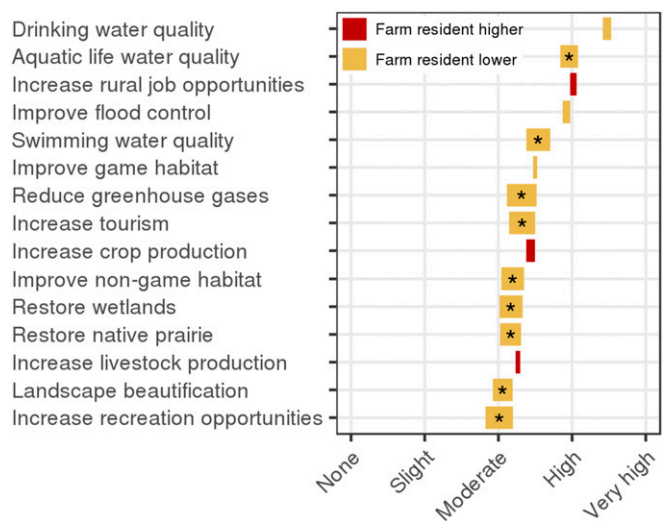 Drinking water quality
Aquatic life water quality
Increase rural job opportunities
Improve flood control
Swimming water quality
Improve game habitat
Reduce greenhouse gases
Increase tourism
Increase crop production
Improve non-game habitat
Restore wetlands
Restore native prairie
Increase livestock production
Landscape beautification
Increase recreation opportunities
Farm resident higher
Farm resident lower
*
*
*
*
*
*
*
*
*
None
Slight
Moderate
High
Very high